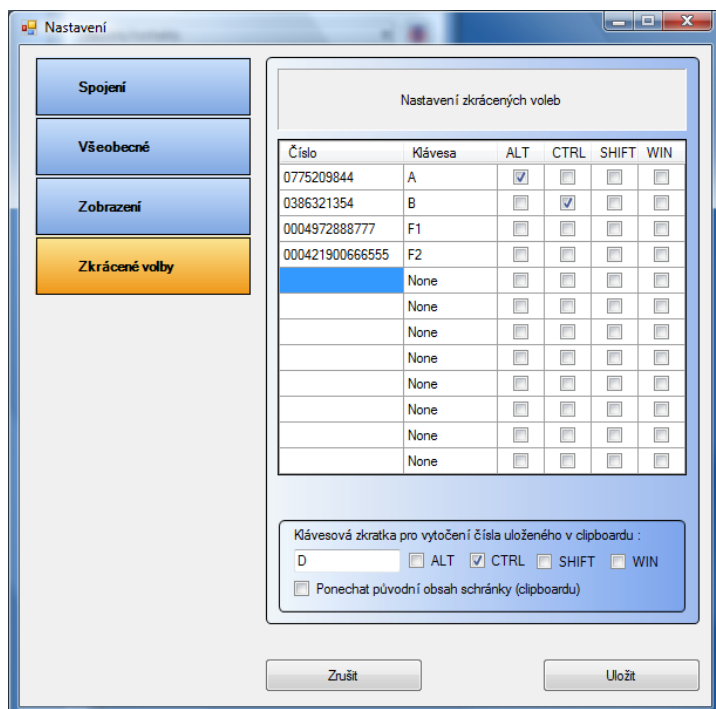 Nastavení
Spojení
Všeobecné
Zobrazení
Zkrácené volby
Nastavení zkrácených voleb
Číslo Klávesa ALT CTRL SHIFT WIN
0775209844 A
0386321354 B
0004972888777 F1
000421900666555 F2
None
None
None
None
None
None
None
None
Klávesová zkratka pro vytočení čísla uloženého v clipboardu :
D ALT CTRL SHIFT WIN
Ponechat původní obsah schránky (clipboardu)
Zrušit Uložit